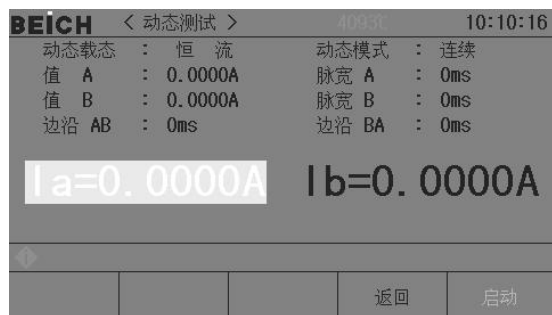 BEICH < 动态测试 > 4093℃ 10:10:16
动态载态 : 恒 流 动态模式 : 连续
值 A : 0.0000A 脉宽 A : 0ms
值 B : 0.0000A 脉宽 B : 0ms
边沿 AB : 0ms 边沿 BA : 0ms
Ia=0.0000A Ib=0.0000A
返回 启动